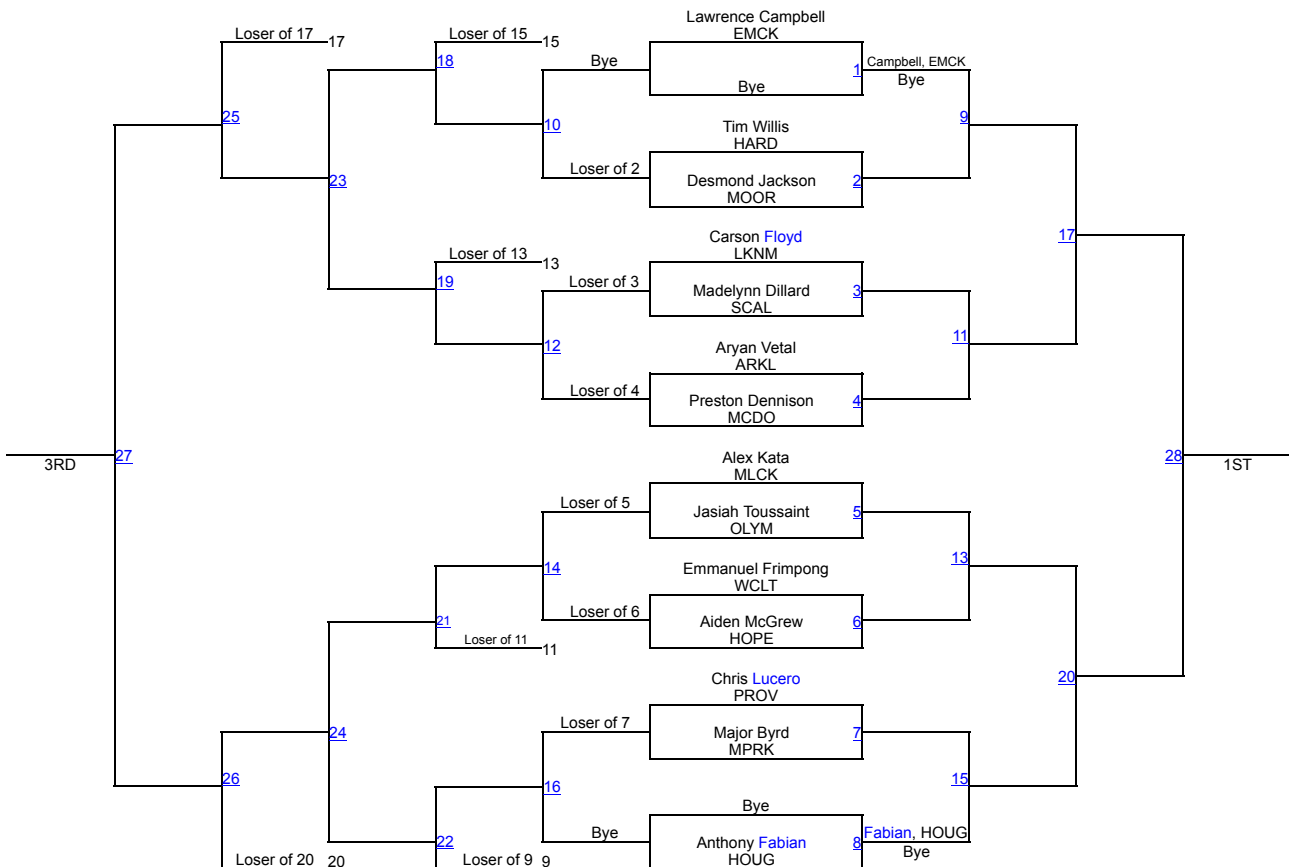 Lawrence Campbell
EMCK
Loser of 17 17
Loser of 15 15
18
Bye
1
Campbell, EMCK
Bye
Bye
25
10
9
Tim Willis
HARD
Loser of 2
23
Desmond Jackson
2
MOOR
Carson Floyd
LKNM
17
Loser of 13 13
19
Loser of 3
Madelynn Dillard
3
SCAL
12
11
Aryan Vetal
ARKL
Loser of 4
Preston Dennison
4
MCDO
3RD
27
Alex Kata
MLCK
28
1ST
Loser of 5
Jasiah Toussaint
5
OLYM
14
13
Emmanuel Frimpong
WCLT
21
Loser of 6
Aiden McGrew
6
HOPE
Loser of 11 11
Chris Lucero
PROV
20
Loser of 7
24
Major Byrd
7
MPRK
26
16
15
Bye
22
Bye
Anthony Fabian
8
Fabian, HOUG
HOUG
Bye
Loser of 20 20
Loser of 9 9